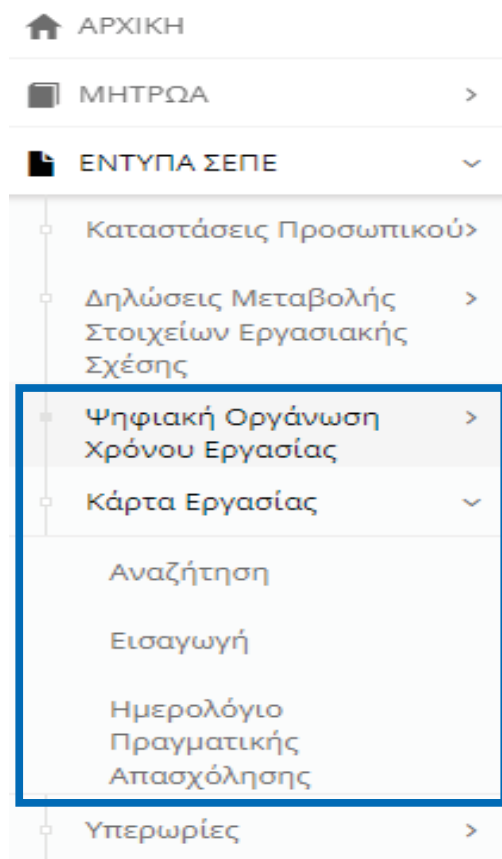 ΑΡΧΙΚΗ
ΜΗΤΡΩΑ
ΕΝΤΥΠΑ ΣΕΠΕ
Καταστάσεις Προσωπικού
Δηλώσεις Μεταβολής
Στοιχείων Εργασιακής
Σχέσης
Ψηφιακή Οργάνωση
Χρόνου Εργασίας
Κάρτα Εργασίας
Αναζήτηση
Εισαγωγή
Ημερολόγιο
Πραγματικής
Απασχόλησης
Υπερωρίες